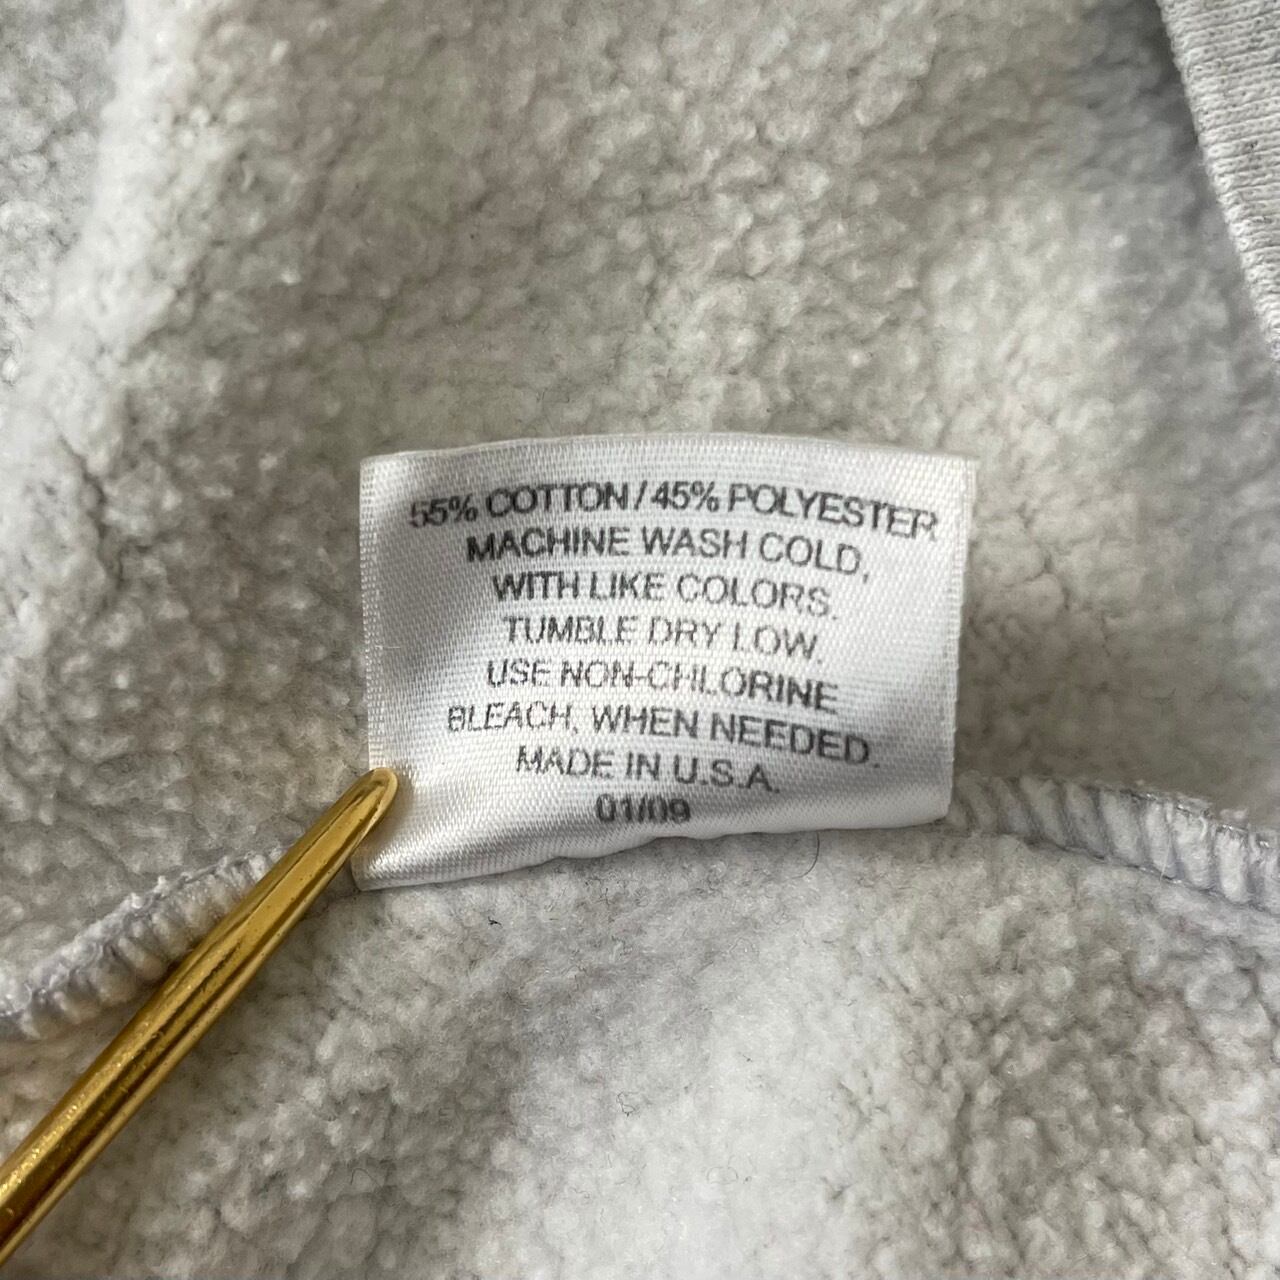 55% COTTON / 45% POLYESTER
MACHINE WASH COLD,
WITH LIKE COLORS.
TUMBLE DRY LOW.
USE NON-CHLORINE
BLEACH, WHEN NEEDED.
MADE IN U.S.A.
01/09